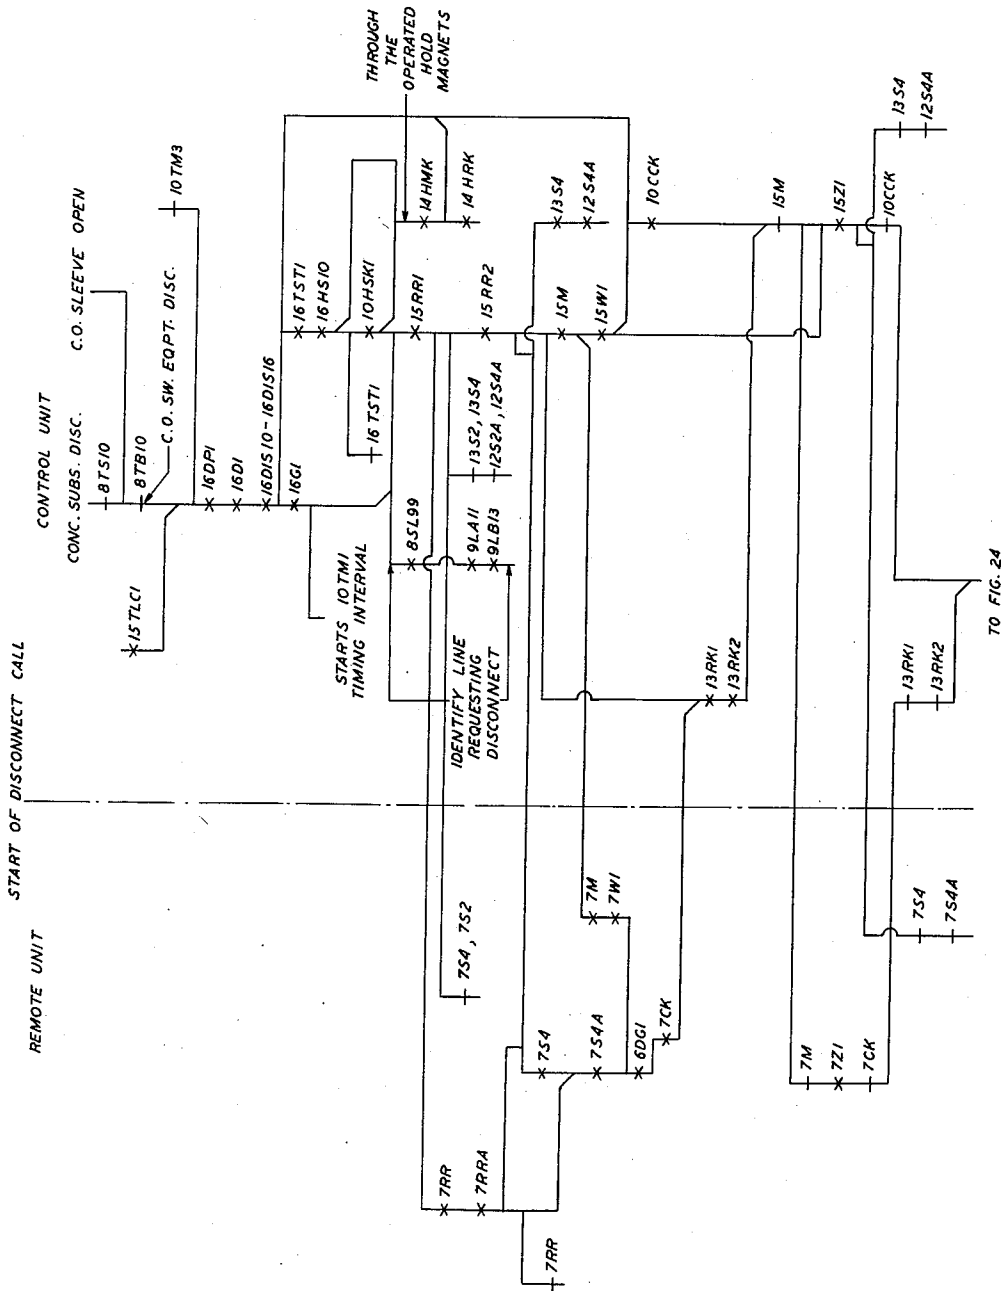 START OF DISCONNECT CALL
REMOTE UNIT
CONTROL UNIT
CONC. SUBS. DISC.
C.O. SLEEVE OPEN
8TS10
8TB10
C.O. SW. EQPT. DISC.
15TLC1
10TM3
16DP1
16D1
16DIS10-16DIS16
16G1
STARTS 10TM1
TIMING INTERVAL
16TST1
16HS10
10HSK1
16TST1
15RR1
THROUGH
THE
OPERATED
HOLD
MAGNETS
14HMK
14HRK
IDENTIFY LINE
REQUESTING
DISCONNECT
8SL99
9LA11
9LB13
13S2, 13S4
12S2A, 12S4A
15RR2
7RR
7RRA
7RR
7S4, 7S2
7S4
7S4A
6DG1
7CK
7M
7W1
15M
15W1
13S4
12S4A
10CCK
13RK1
13RK2
15M
15Z1
10CCK
13S4
12S4A
7M
7Z1
7CK
7S4
7S4A
13RK1
13RK2
TO FIG. 24